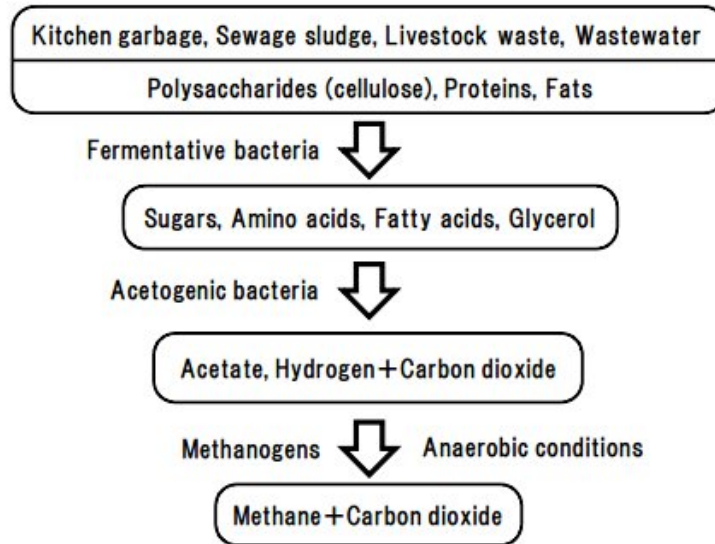 Kitchen garbage, Sewage sludge, Livestock waste, Wastewater
Polysaccharides (cellulose), Proteins, Fats
Fermentative bacteria
Sugars, Amino acids, Fatty acids, Glycerol
Acetogenic bacteria
Acetate, Hydrogen+Carbon dioxide
Methanogens Anaerobic conditions
Methane+Carbon dioxide